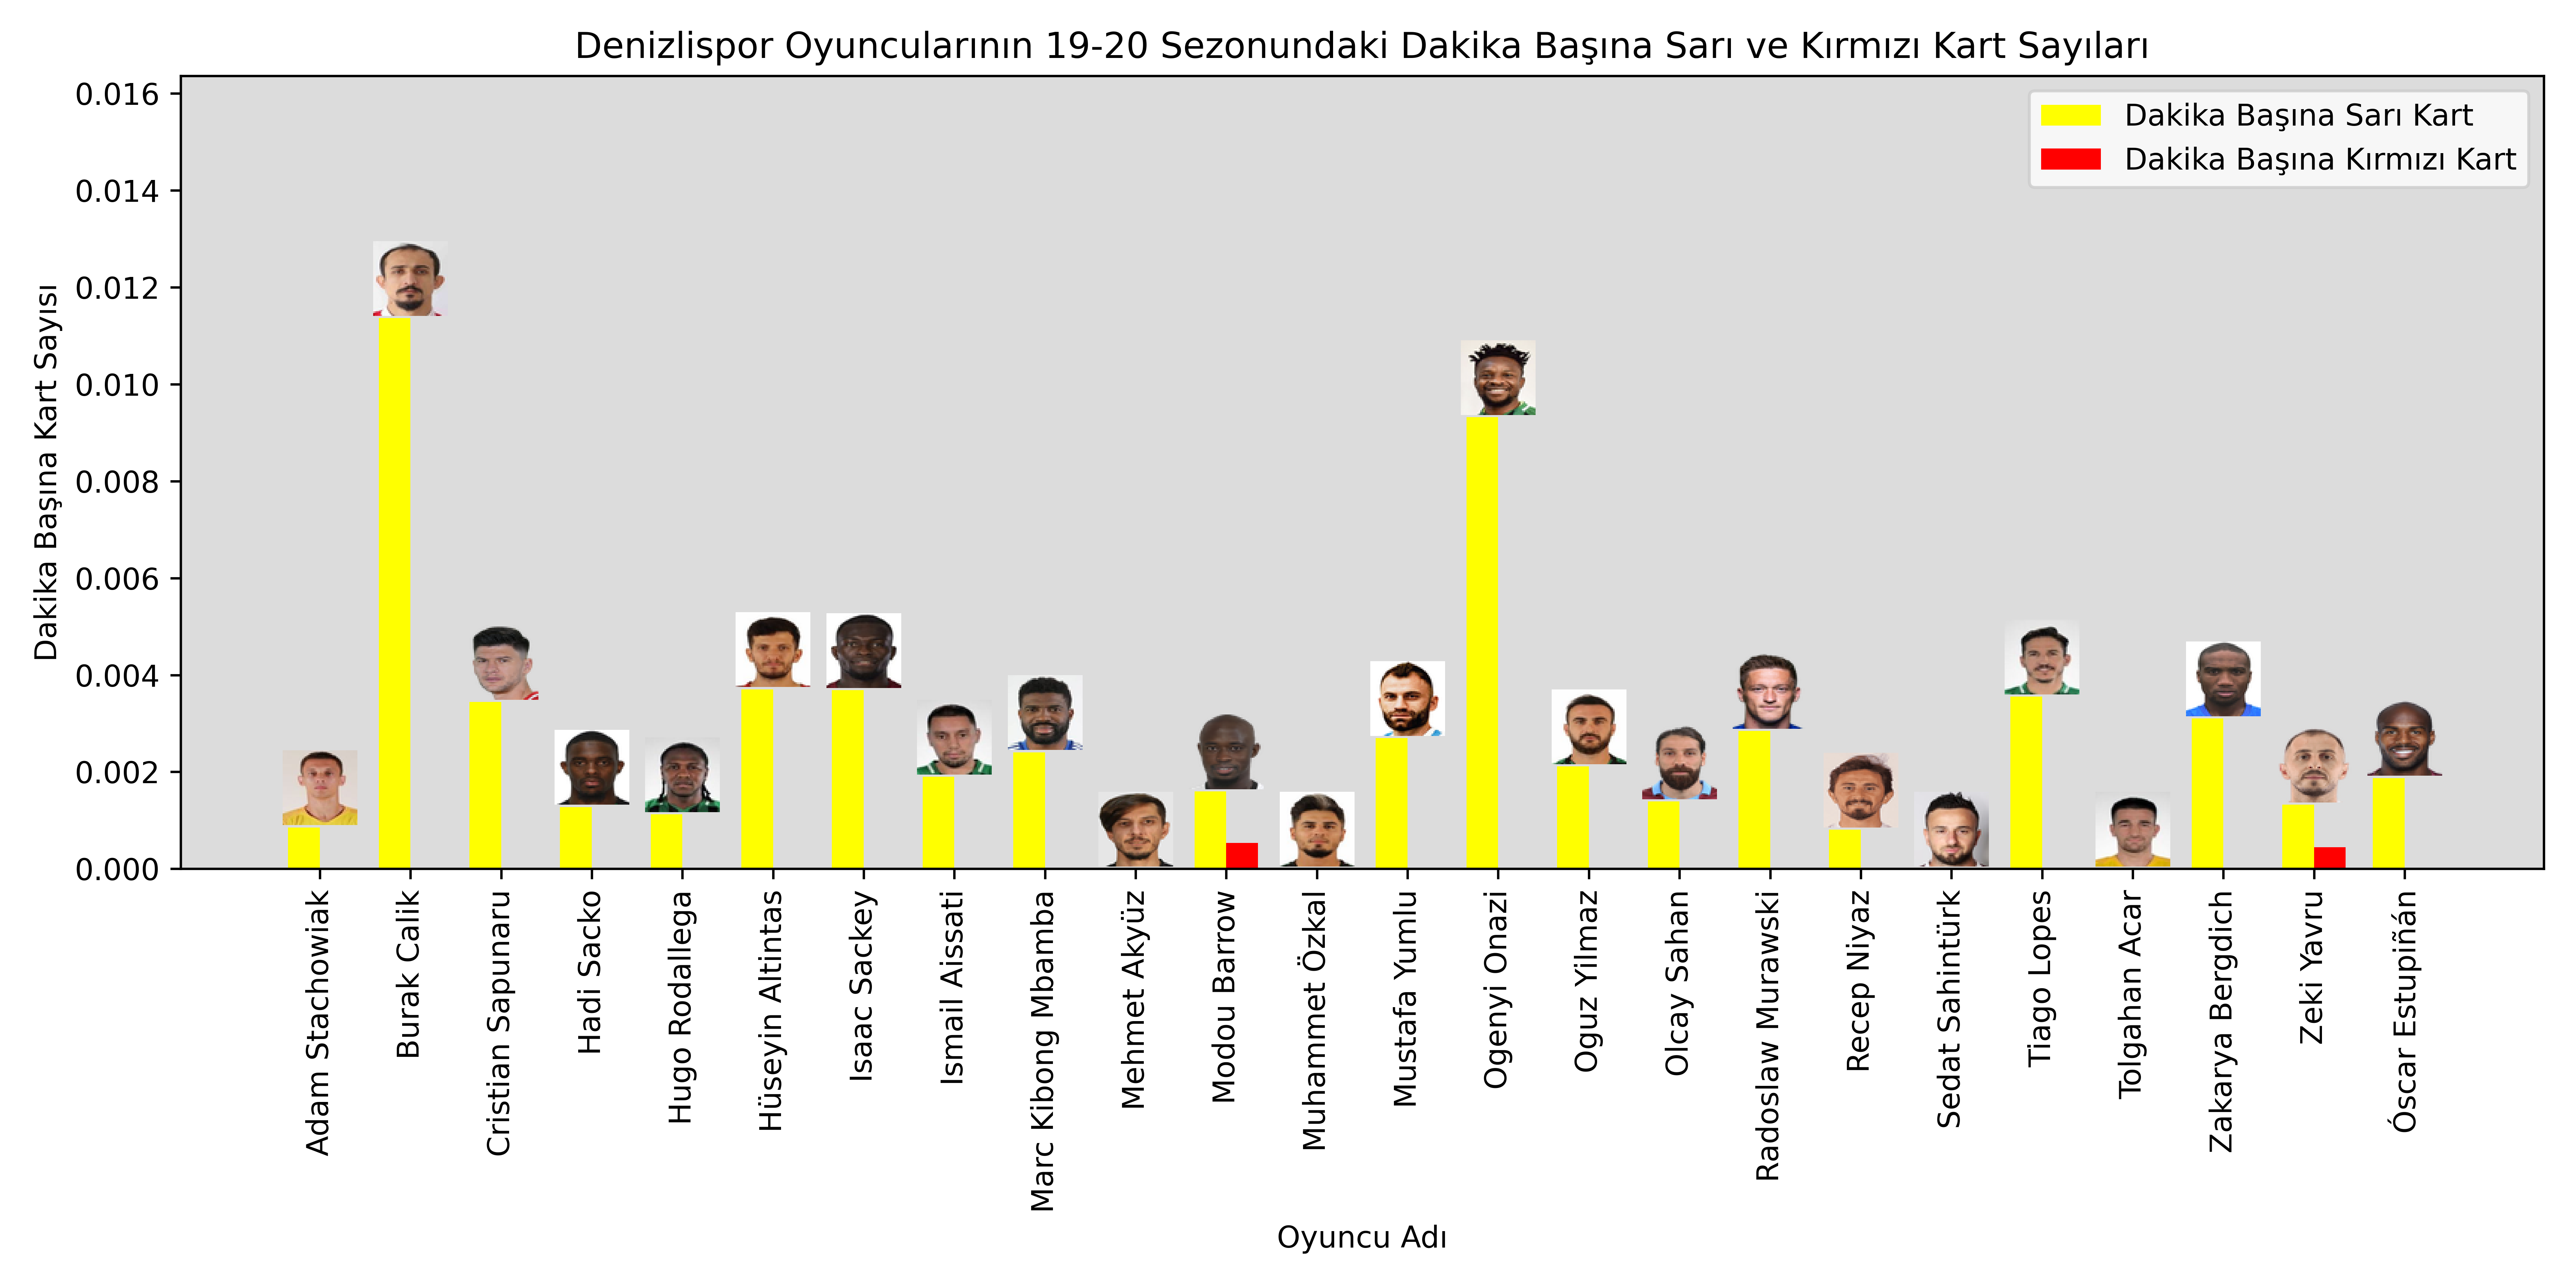 Denizlispor Oyuncularının 19-20 Sezonundaki Dakika Başına Sarı ve Kırmızı Kart Sayıları
Dakika Başına Sarı Kart
Dakika Başına Kırmızı Kart
Dakika Başına Kart Sayısı
0.016
0.014
0.012
0.010
0.008
0.006
0.004
0.002
0.000
Adam Stachowiak
Burak Calik
Cristian Sapunaru
Hadi Sacko
Hugo Rodallega
Hüseyin Altintas
Isaac Sackey
Ismail Aissati
Marc Kibong Mbamba
Mehmet Akyüz
Modou Barrow
Muhammet Özkal
Mustafa Yumlu
Ogenyi Onazi
Oguz Yilmaz
Olcay Sahan
Radoslaw Murawski
Recep Niyaz
Sedat Sahintürk
Tiago Lopes
Tolgahan Acar
Zakarya Bergdich
Zeki Yavru
Óscar Estupiñán
Oyuncu Adı